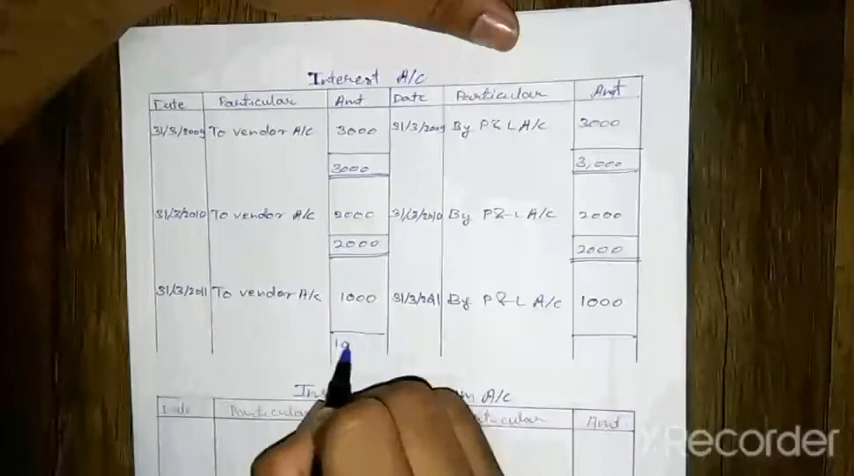 Interest A/c
Date Particular Amt Date Particular Amt
31/3/2009 To vendor A/c 3000 31/3/2009 By P&L A/c 3000
3000 3,000
31/3/2010 To vendor A/c 2000 31/3/2010 By P&L A/c 2000
2000 2000
31/3/2011 To vendor A/c 1000 31/3/2011 By P&L A/c 1000
10
A/c
Date Particular Amt
XRecorder